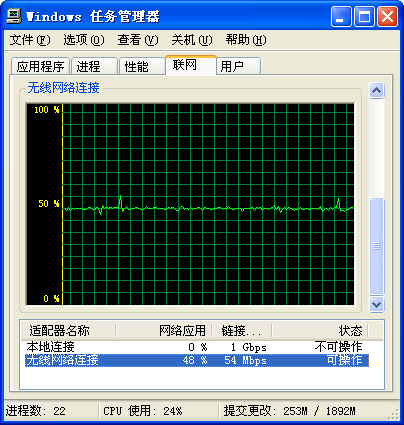 Windows 任务管理器
文件(F) 选项(O) 查看(V) 关机(U) 帮助(H)
应用程序 进程 性能 联网 用户
无线网络连接
100 %
50 %
0 %
适配器名称 网络应用 链接... 状态
本地连接 0 % 1 Gbps 不可操作
无线网络连接 48 % 54 Mbps 可操作
进程数: 22 CPU 使用: 24% 提交更改: 253M / 1892M